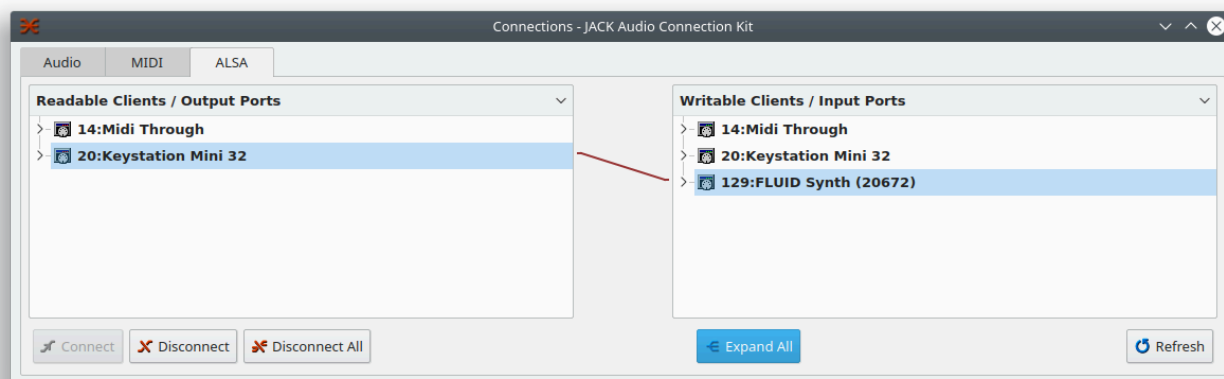 Connections - JACK Audio Connection Kit
Audio MIDI ALSA
Readable Clients / Output Ports
14:Midi Through
20:Keystation Mini 32
Writable Clients / Input Ports
14:Midi Through
20:Keystation Mini 32
129:FLUID Synth (20672)
Connect Disconnect Disconnect All Expand All Refresh